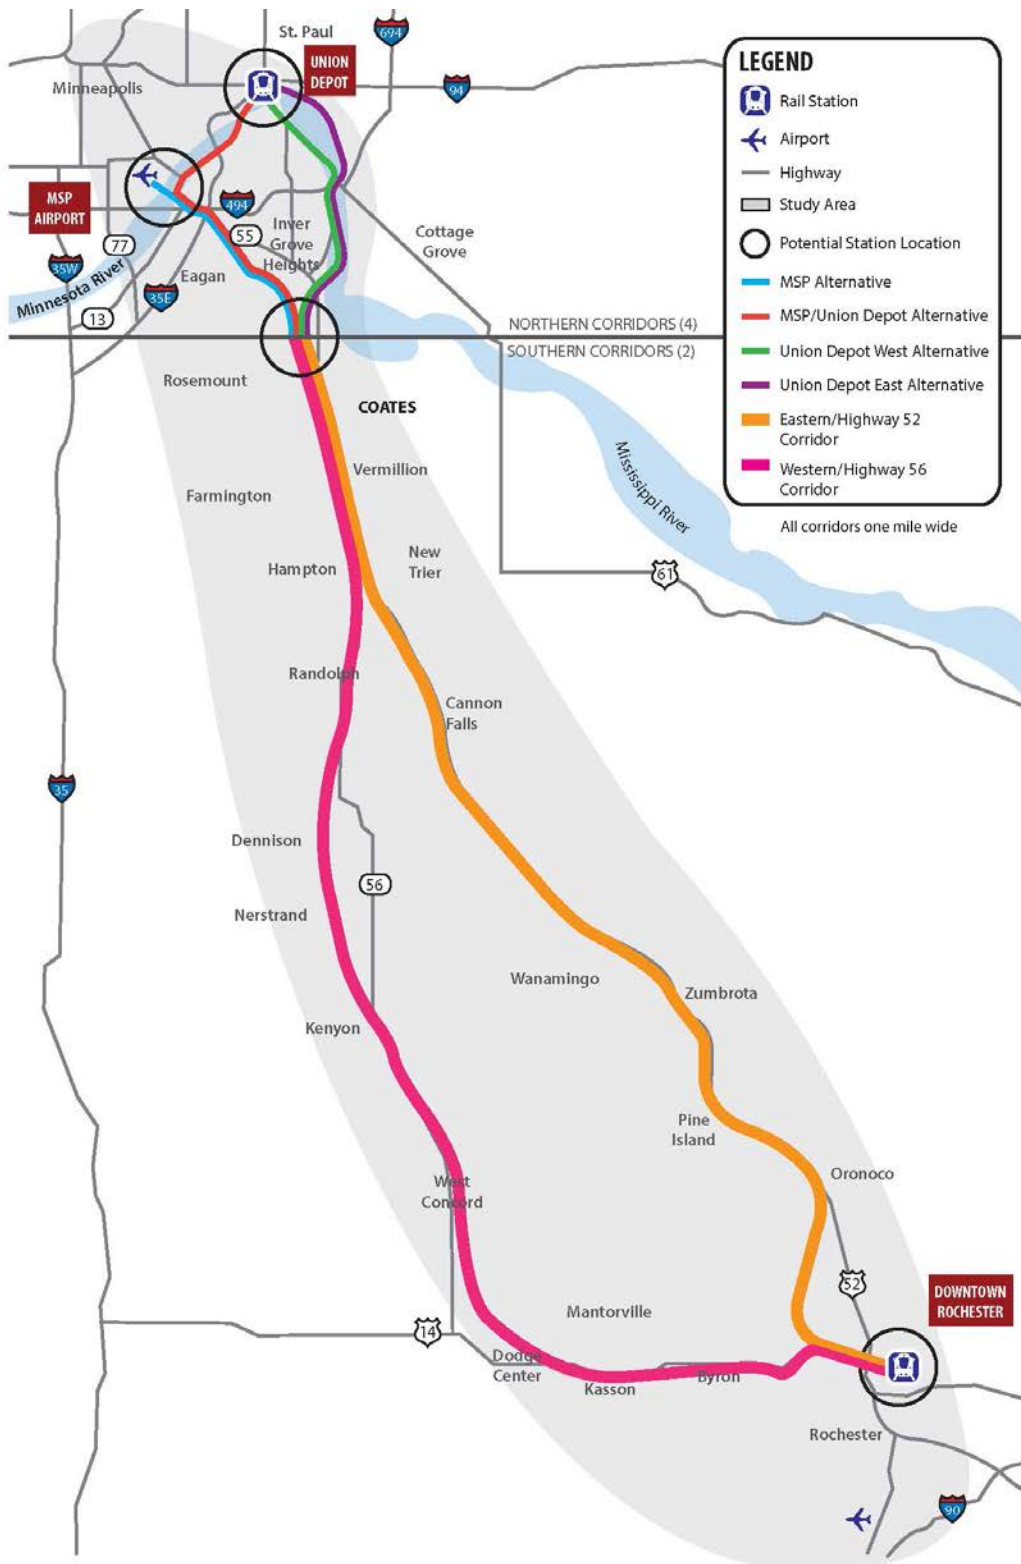 St. Paul
694
UNION
DEPOT
Minneapolis
94
MSP
AIRPORT
494
55
77
35W
Inver
Grove
Heights
Cottage
Grove
Eagan
35E
Minnesota River
13
NORTHERN CORRIDORS (4)
SOUTHERN CORRIDORS (2)
Rosemount
COATES
Vermillion
Farmington
Mississippi River
New
Trier
Hampton
61
Randolph
Cannon
Falls
35
Dennison
56
Nerstrand
Wanamingo
Zumbrota
Kenyon
Pine
Island
Oronoco
West
Concord
52
DOWNTOWN
ROCHESTER
Mantorville
14
Dodge
Center
Kasson
Byron
Rochester
90
LEGEND
Rail Station
Airport
Highway
Study Area
Potential Station Location
MSP Alternative
MSP/Union Depot Alternative
Union Depot West Alternative
Union Depot East Alternative
Eastern/Highway 52
Corridor
Western/Highway 56
Corridor
All corridors one mile wide